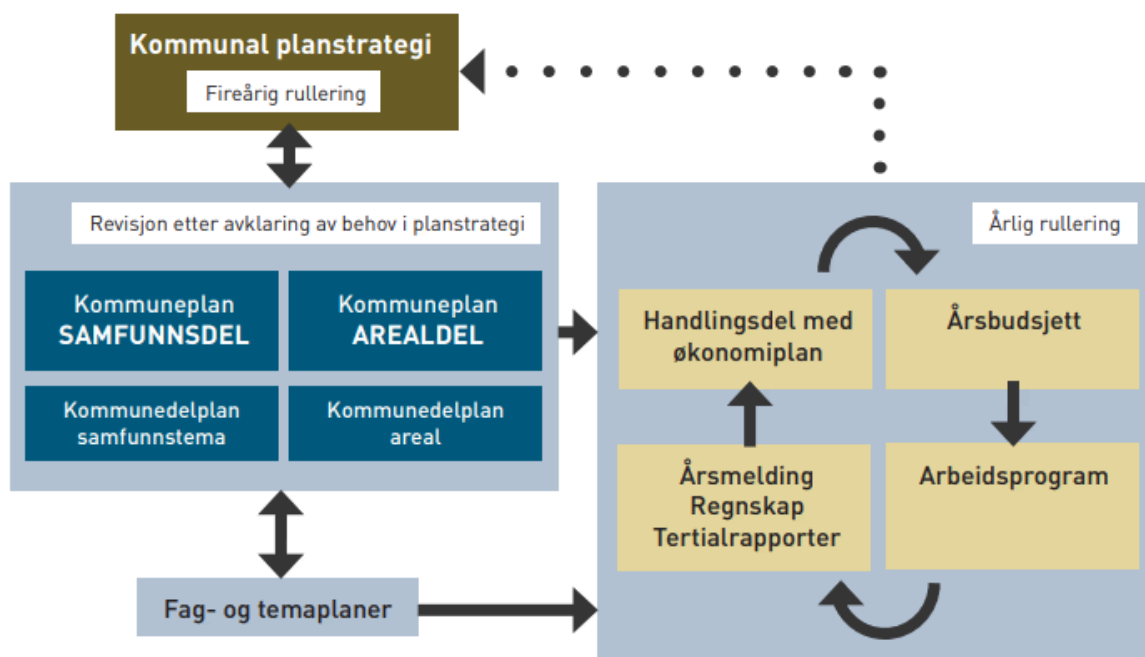 Kommunal planstrategi
Fireårig rullering
Revisjon etter avklaring av behov i planstrategi
Kommuneplan
SAMFUNNSDEL
Kommuneplan
AREALDEL
Kommunedelplan
samfunnstema
Kommunedelplan
areal
Fag- og temaplaner
Årlig rullering
Handlingsdel med
økonomiplan
Årsbudsjett
Årsmelding
Regnskap
Tertialrapporter
Arbeidsprogram